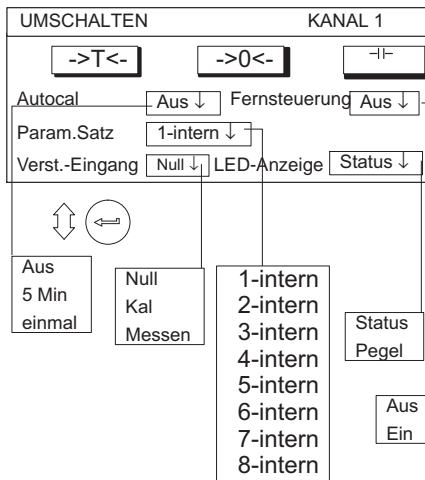 UMSCHALTEN KANAL 1
->T<- ->0<- ⊣⊢
Autocal Aus ↓ Fernsteuerung Aus ↓
Param.Satz 1-intern ↓
Verst.-Eingang Null ↓ LED-Anzeige Status ↓
Aus
5 Min
einmal
Null
Kal
Messen
1-intern
2-intern
3-intern
4-intern
5-intern
6-intern
7-intern
8-intern
Status
Pegel
Aus
Ein